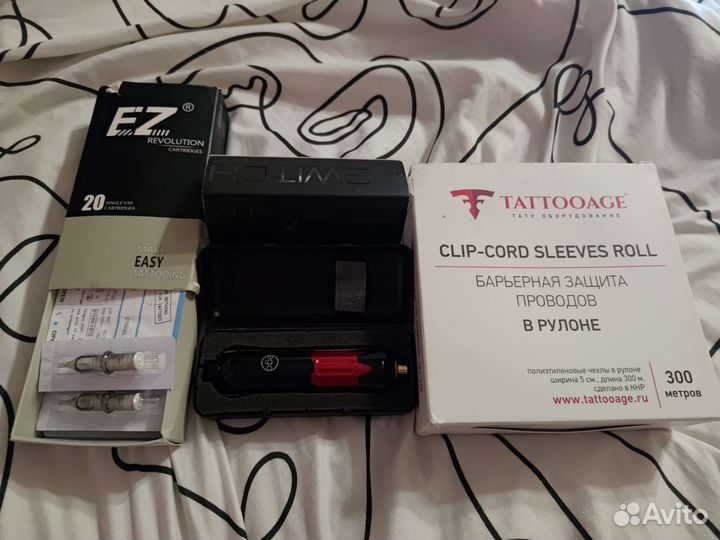 EZ®
REVOLUTION
CARTRIDGES
20 SINGLE USE
CARTRIDGES
MAKE
EASY
TATTOOING
SWITCH
TATTOOAGE®
ТАТУ ОБОРУДОВАНИЕ
CLIP-CORD SLEEVES ROLL
БАРЬЕРНАЯ ЗАЩИТА
ПРОВОДОВ
В РУЛОНЕ
полиэтиленовые чехлы в рулоне
ширина 5 см., длина 300 м.
сделано в КНР
www.tattooage.ru
300
метров
Avito